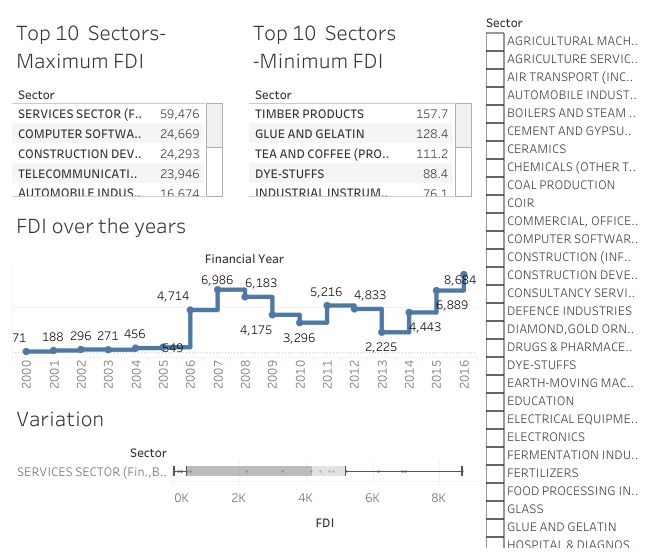 Top 10 Sectors-
Maximum FDI
Sector
SERVICES SECTOR (F.. 59,476
COMPUTER SOFTWA.. 24,669
CONSTRUCTION DEV.. 24,293
TELECOMMUNICATI.. 23,946
AUTOMOBILE INDUS.. 16,674
Top 10 Sectors
-Minimum FDI
Sector
TIMBER PRODUCTS 157.7
GLUE AND GELATIN 128.4
TEA AND COFFEE (PRO.. 111.2
DYE-STUFFS 88.4
INDUSTRIAL INSTRUM.. 76.1
FDI over the years
Financial Year
71 188 296 271 456 549 4,714 6,986 6,183 4,175 3,296 5,216 4,833 2,225 4,443 6,889 8,684
2000 2001 2002 2003 2004 2005 2006 2007 2008 2009 2010 2011 2012 2013 2014 2015 2016
Variation
Sector
SERVICES SECTOR (Fin.,B..
0K 2K 4K 6K 8K
FDI
Sector
AGRICULTURAL MACH..
AGRICULTURE SERVIC..
AIR TRANSPORT (INC..
AUTOMOBILE INDUST..
BOILERS AND STEAM ..
CEMENT AND GYPSU..
CERAMICS
CHEMICALS (OTHER T..
COAL PRODUCTION
COIR
COMMERCIAL, OFFICE..
COMPUTER SOFTWAR..
CONSTRUCTION (INF..
CONSTRUCTION DEVE..
CONSULTANCY SERVI..
DEFENCE INDUSTRIES
DIAMOND,GOLD ORN..
DRUGS & PHARMACE..
DYE-STUFFS
EARTH-MOVING MAC..
EDUCATION
ELECTRICAL EQUIPME..
ELECTRONICS
FERMENTATION INDU..
FERTILIZERS
FOOD PROCESSING IN..
GLASS
GLUE AND GELATIN
HOSPITAL & DIAGNOS..